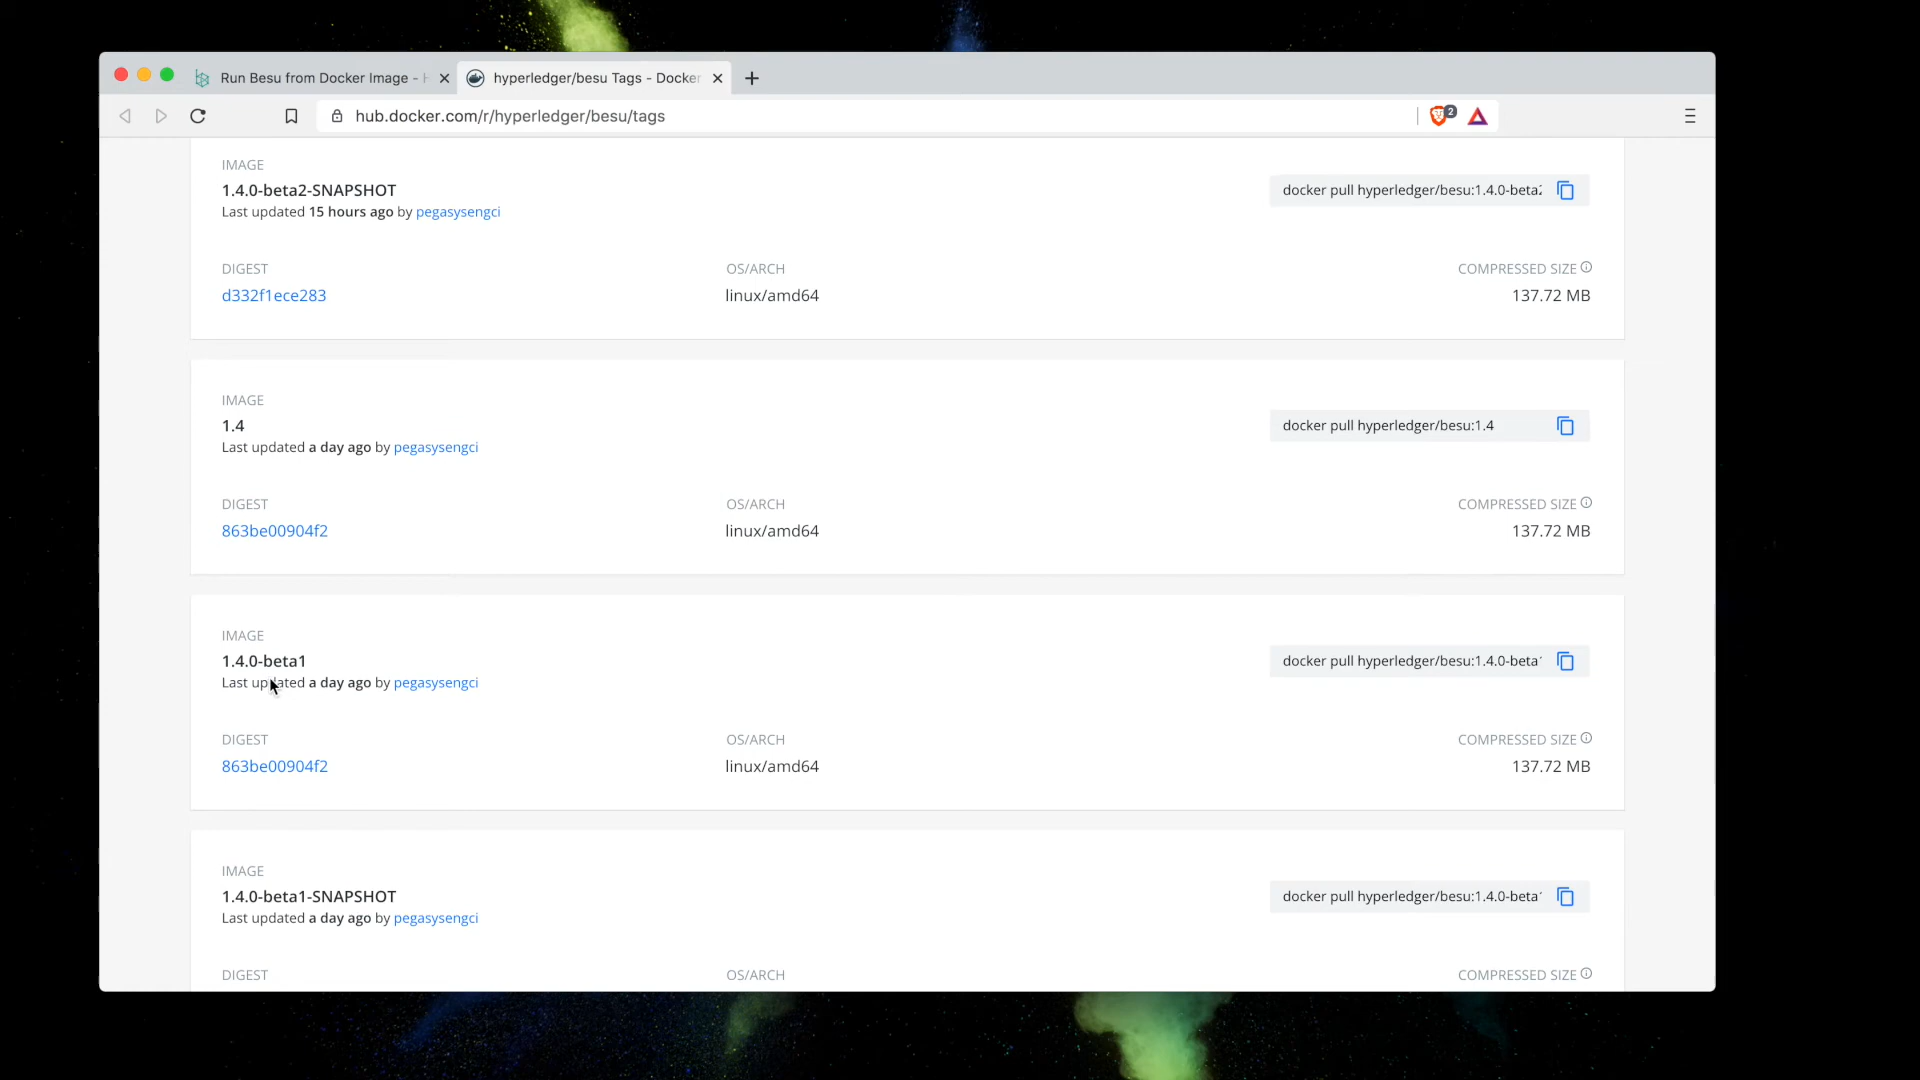 Run Besu from Docker Image -
hyperledger/besu Tags - Docker
hub.docker.com/r/hyperledger/besu/tags
2
IMAGE
1.4.0-beta2-SNAPSHOT
Last updated 15 hours ago by pegasysengci
docker pull hyperledger/besu:1.4.0-beta2
DIGEST
OS/ARCH
COMPRESSED SIZE
d332f1ece283
linux/amd64
137.72 MB
IMAGE
1.4
Last updated a day ago by pegasysengci
docker pull hyperledger/besu:1.4
DIGEST
OS/ARCH
COMPRESSED SIZE
863be00904f2
linux/amd64
137.72 MB
IMAGE
1.4.0-beta1
Last updated a day ago by pegasysengci
docker pull hyperledger/besu:1.4.0-beta1
DIGEST
OS/ARCH
COMPRESSED SIZE
863be00904f2
linux/amd64
137.72 MB
IMAGE
1.4.0-beta1-SNAPSHOT
Last updated a day ago by pegasysengci
docker pull hyperledger/besu:1.4.0-beta1
DIGEST
OS/ARCH
COMPRESSED SIZE